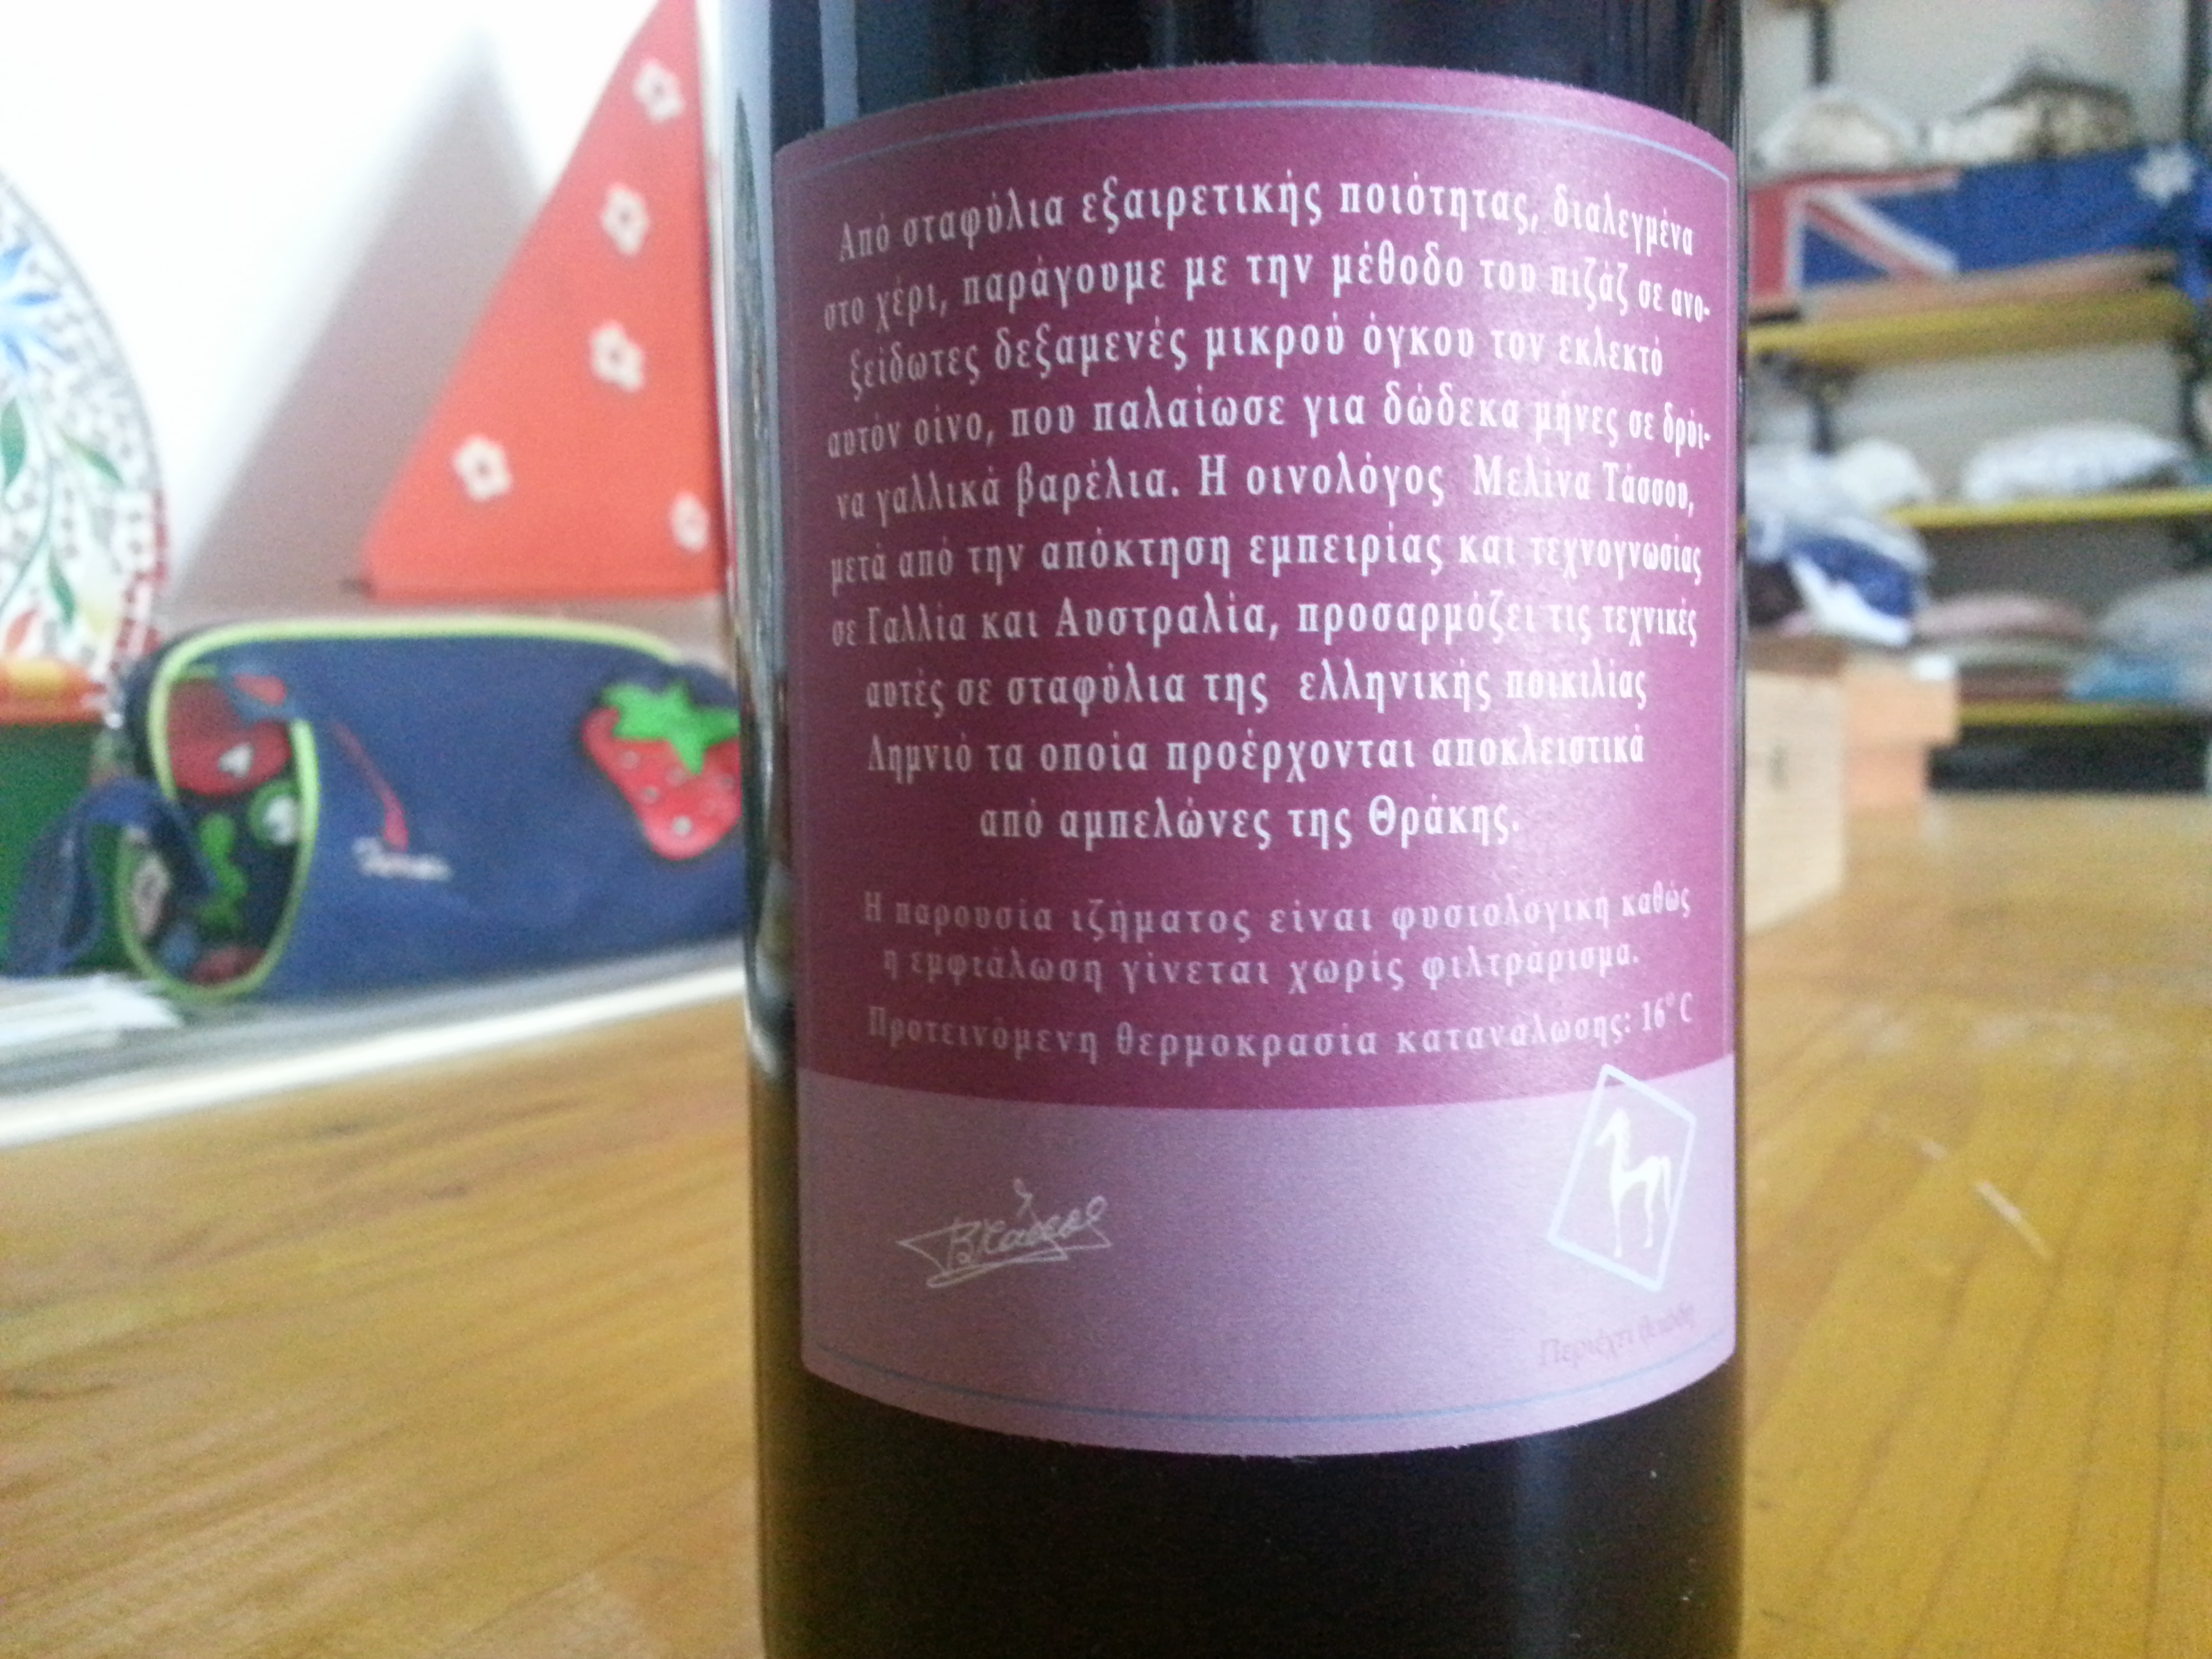 Από σταφύλια εξαιρετικής ποιότητας, διαλεγμένα
στο χέρι, παράγουμε με την μέθοδο του πιζάζ σε ανο-
ξείδωτες δεξαμενές μικρού όγκου τον εκλεκτό
αυτόν οίνο, που παλαίωσε για δώδεκα μήνες σε δρύι-
να γαλλικά βαρέλια. Η οινολόγος Μελίνα Τάσσου,
μετά από την απόκτηση εμπειρίας και τεχνογνωσίας
σε Γαλλία και Αυστραλία, προσαρμόζει τις τεχνικές
αυτές σε σταφύλια της ελληνικής ποικιλίας
Λημνιό τα οποία προέρχονται αποκλειστικά
από αμπελώνες της Θράκης.
Η παρουσία ιζήματος είναι φυσιολογική καθώς
η εμφιάλωση γίνεται χωρίς φιλτράρισμα.
Προτεινόμενη θερμοκρασία κατανάλωσης: 16° C
Περιέχει θειώδη